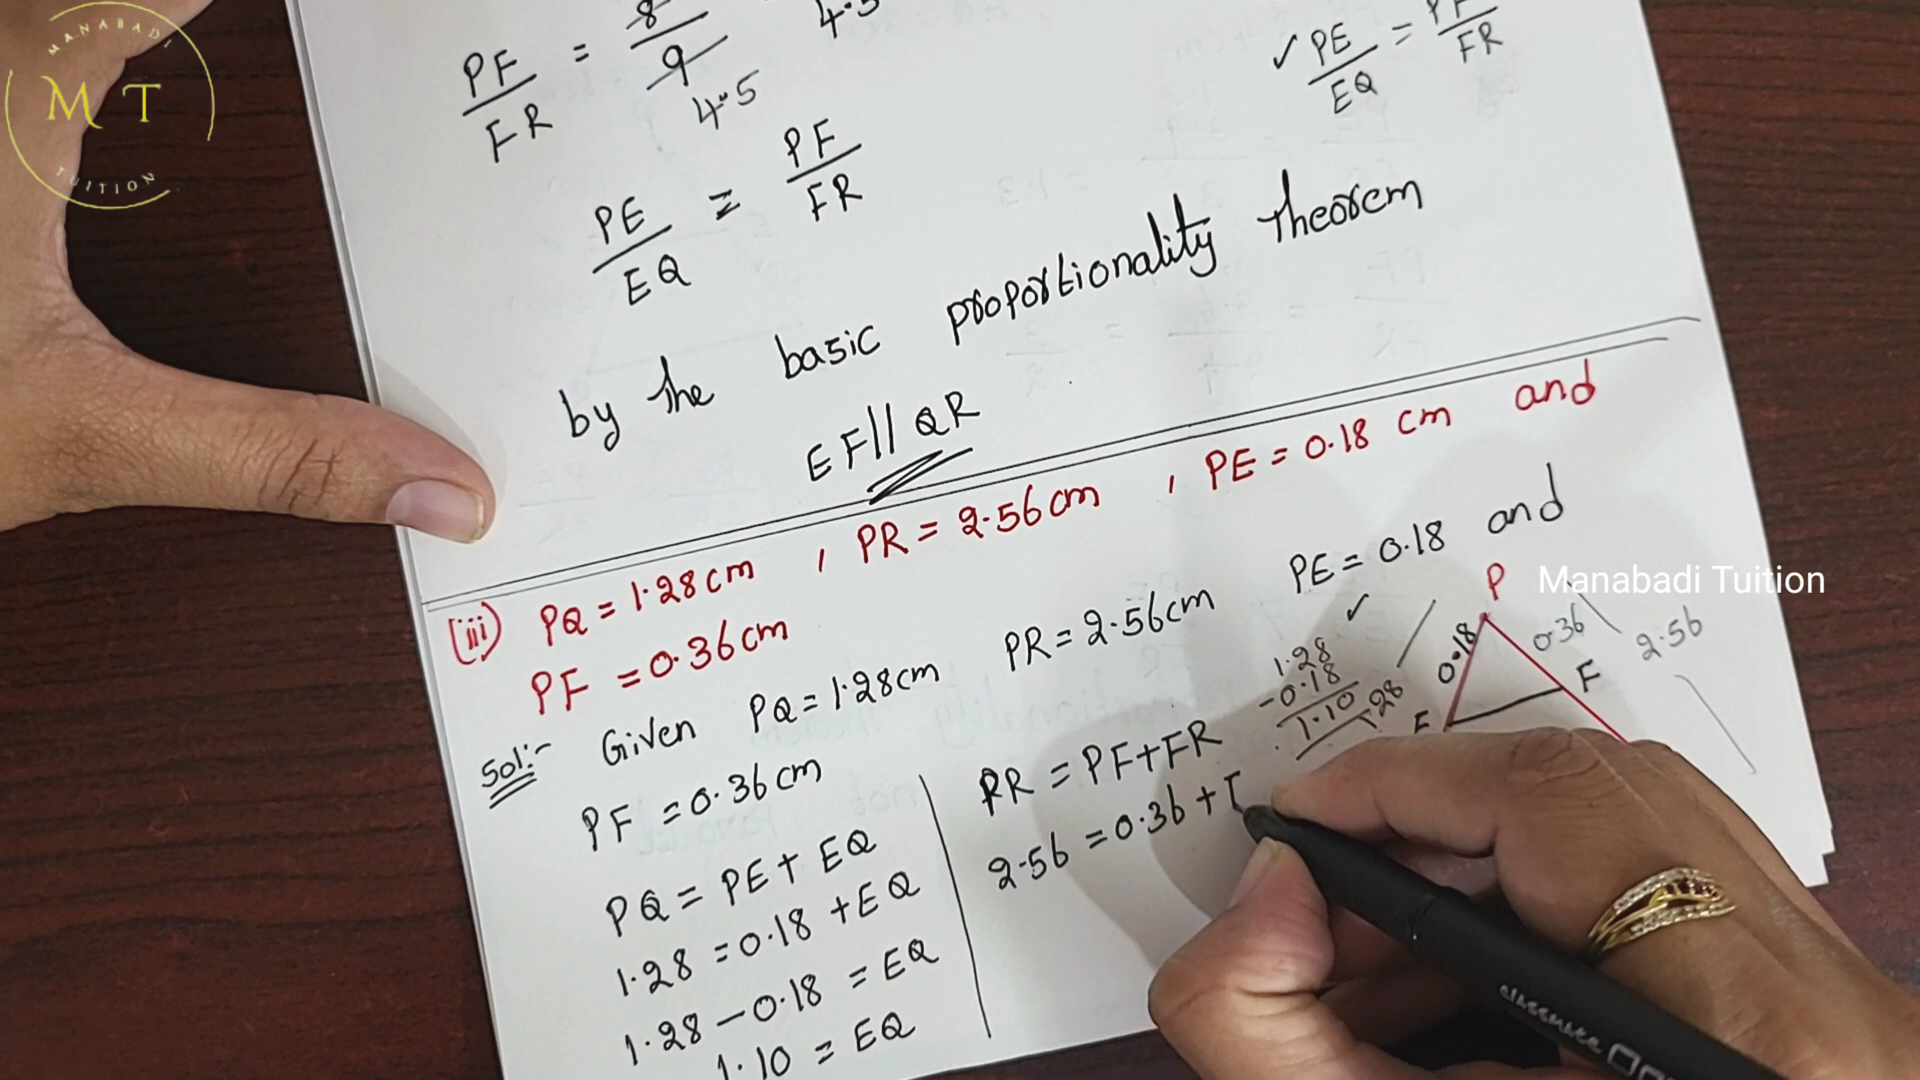 MANABADI
M T
TUITION
PF/FR = 8/9 4.5
4.5
✓ PE/EQ = PF/FR
PE/EQ = PF/FR
by the basic proportionality theorem
EF || QR
(iii) PQ = 1.28 cm , PR = 2.56 cm , PE = 0.18 cm and
PF = 0.36 cm
Sol:- Given PQ = 1.28 cm PR = 2.56 cm PE = 0.18 and
PF = 0.36 cm
PQ = PE + EQ
1.28 = 0.18 + EQ
1.28 − 0.18 = EQ
1.10 = EQ
PR = PF + FR
2.56 = 0.36 +
1.28
-0.18
1.10
Manabadi Tuition
P
0.18
0.36
2.56
F
E
classmate